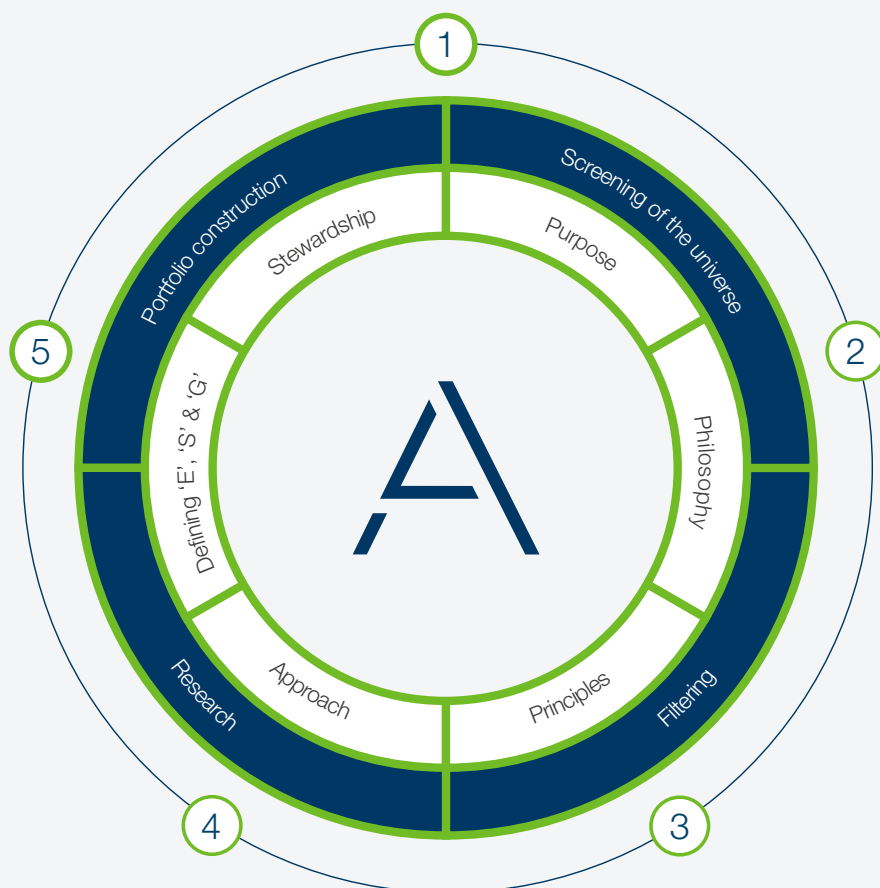 1
2
3
4
5
Screening of the universe
Filtering
Research
Portfolio construction
Purpose
Philosophy
Principles
Approach
Defining ‘E’, ‘S’ & ‘G’
Stewardship